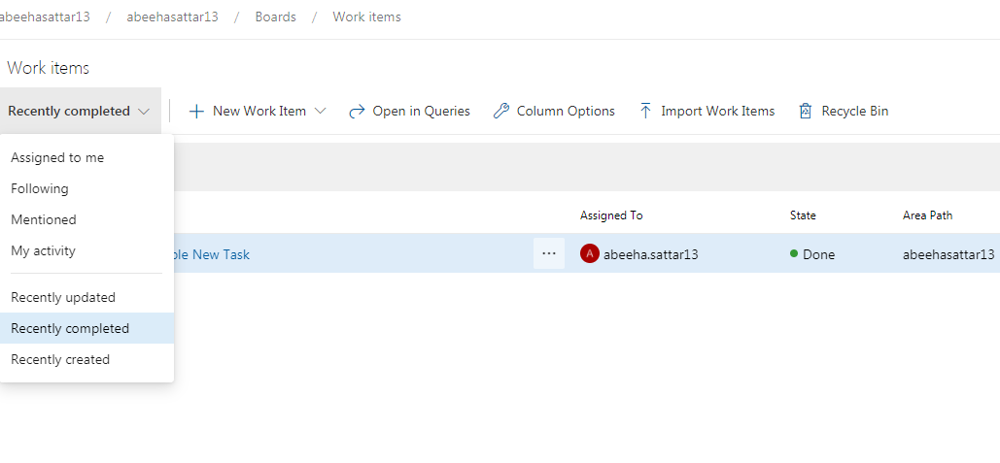 abeehasattar13 / abeehasattar13 / Boards / Work items
Work items
Recently completed New Work Item Open in Queries Column Options Import Work Items Recycle Bin
Assigned to me
Following
Mentioned
My activity
Recently updated
Recently completed
Recently created
Assigned To State Area Path
New Task ... A abeeha.sattar13 Done abeehasattar13